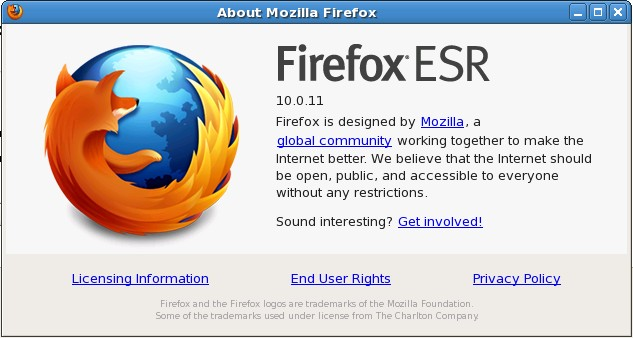 About Mozilla Firefox
Firefox ESR
10.0.11
Firefox is designed by Mozilla, a
global community working together to make the
Internet better. We believe that the Internet should
be open, public, and accessible to everyone
without any restrictions.
Sound interesting? Get involved!
Licensing Information End User Rights Privacy Policy
Firefox and the Firefox logos are trademarks of the Mozilla Foundation.
Some of the trademarks used under license from The Charlton Company.